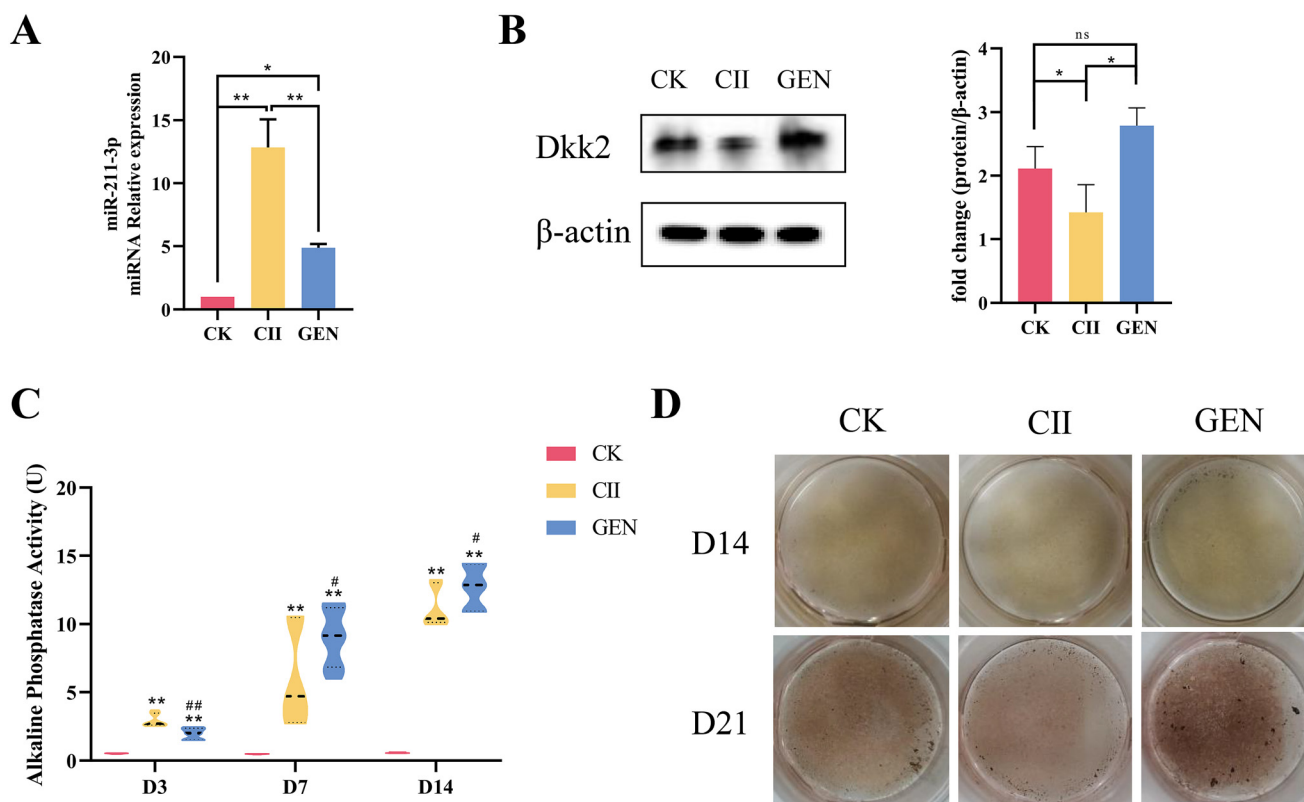 A
miR-211-3p
miRNA Relative expression
20
15
10
5
0
*
**
**
CK
CII
GEN
B
CK
CII
GEN
Dkk2
β-actin
fold change (protein/β-actin)
4
3
2
1
0
ns
*
*
CK
CII
GEN
C
Alkaline Phosphatase Activity (U)
20
15
10
5
0
CK
CII
GEN
**
##
**
**
#
**
**
#
**
D3
D7
D14
D
CK
CII
GEN
D14
D21